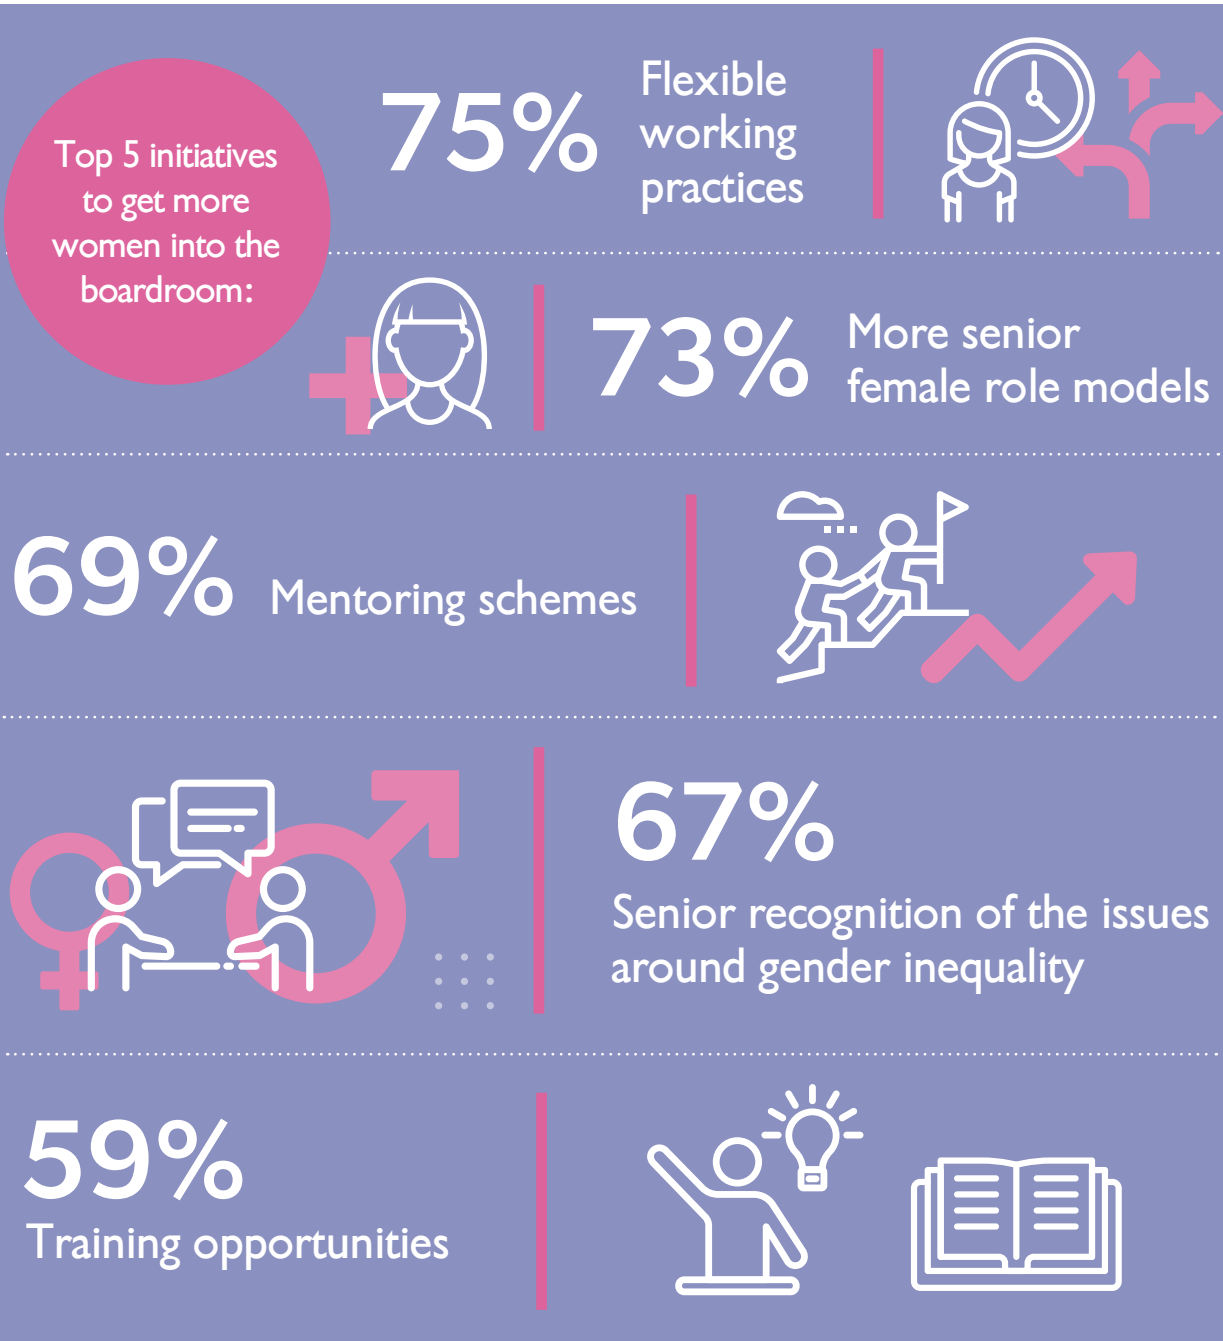 Top 5 initiatives
to get more
women into the
boardroom:
75%
Flexible
working
practices
73%
More senior
female role models
69%
Mentoring schemes
67%
Senior recognition of the issues
around gender inequality
59%
Training opportunities